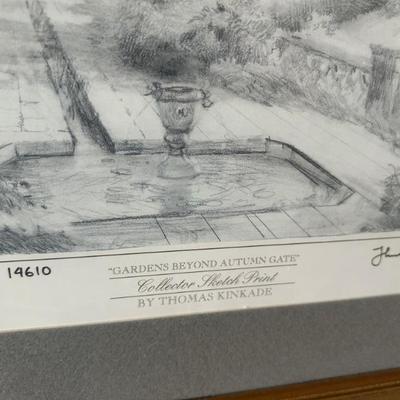 14610
"GARDENS BEYOND AUTUMN GATE"
Collector Sketch Print
BY THOMAS KINKADE